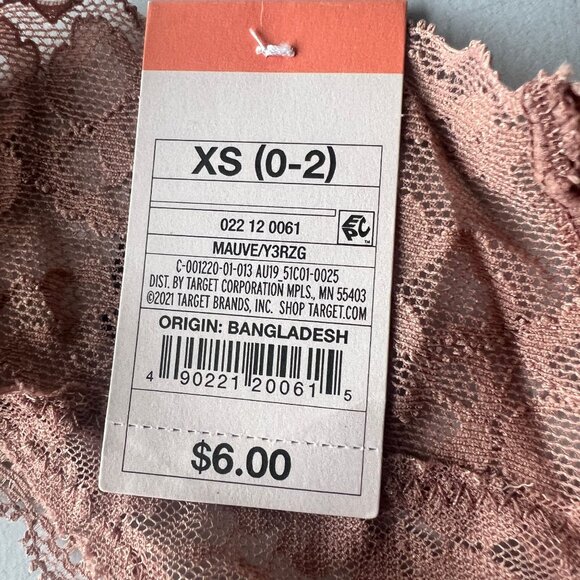 XS (0-2)
022 12 0061
EPC™
MAUVE/Y3RZG
C-001220-01-013 AU19_51C01-0025
DIST. BY TARGET CORPORATION MPLS., MN 55403
©2021 TARGET BRANDS, INC. SHOP TARGET.COM
ORIGIN: BANGLADESH
4 90221 20061 5
$6.00